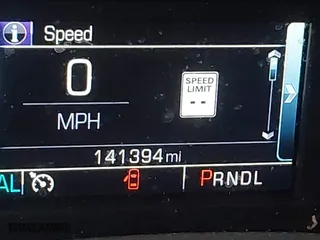 i Speed
0
MPH
SPEED
LIMIT
--
141394 mi
AL
PRNDL